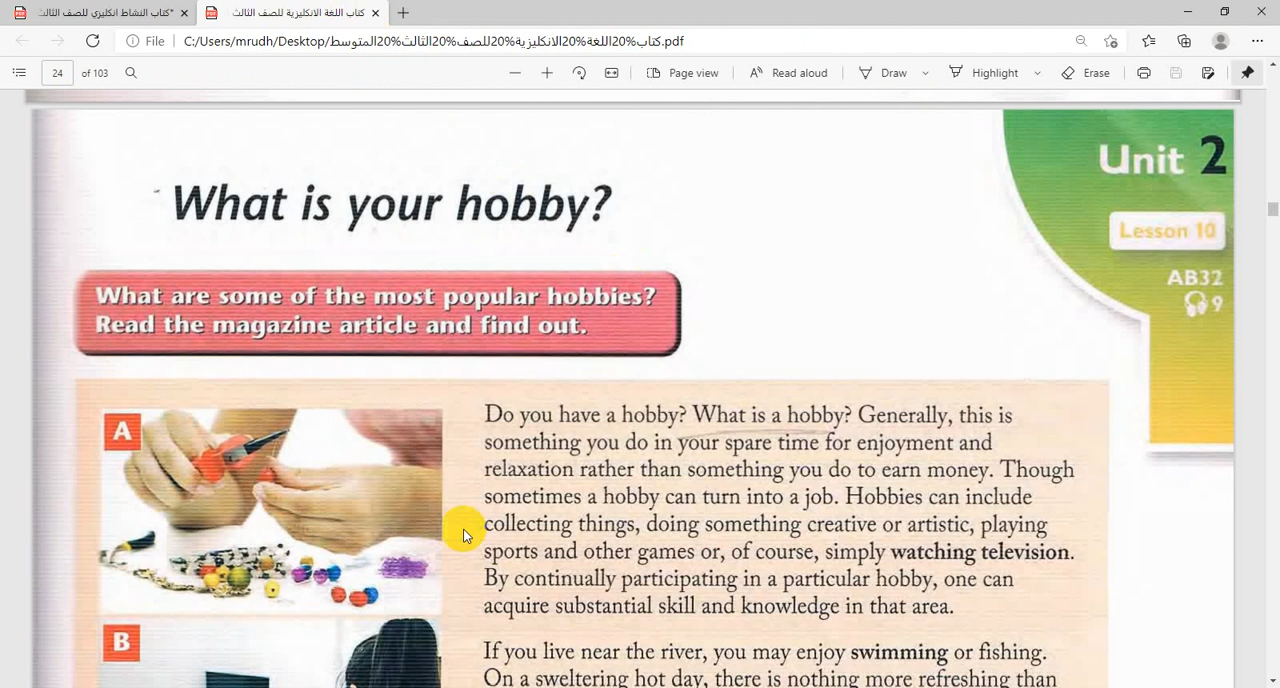 *كتاب النشاط انكليزي للصف الثالث
كتاب اللغة الانكليزية للصف الثالث
File
C:/Users/mrudh/Desktop/كتاب%20اللغة%20الانكليزية%20للصف%20الثالث%20المتوسط.pdf
24
of 103
Page view
Read aloud
Draw
Highlight
Erase
Unit 2
What is your hobby?
Lesson 10
AB32
9
What are some of the most popular hobbies?
Read the magazine article and find out.
A
Do you have a hobby? What is a hobby? Generally, this is
something you do in your spare time for enjoyment and
relaxation rather than something you do to earn money. Though
sometimes a hobby can turn into a job. Hobbies can include
collecting things, doing something creative or artistic, playing
sports and other games or, of course, simply watching television.
By continually participating in a particular hobby, one can
acquire substantial skill and knowledge in that area.
B
If you live near the river, you may enjoy swimming or fishing.
On a sweltering hot day, there is nothing more refreshing than